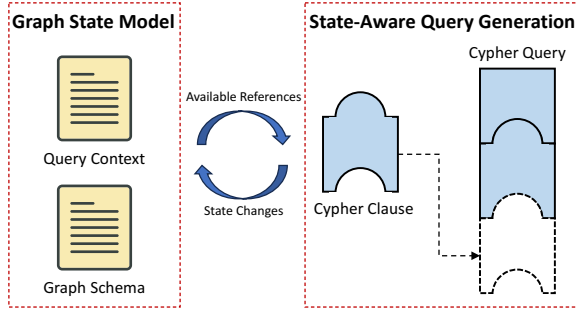 Graph State Model
Query Context
Graph Schema
Available References
State Changes
State-Aware Query Generation
Cypher Query
Cypher Clause